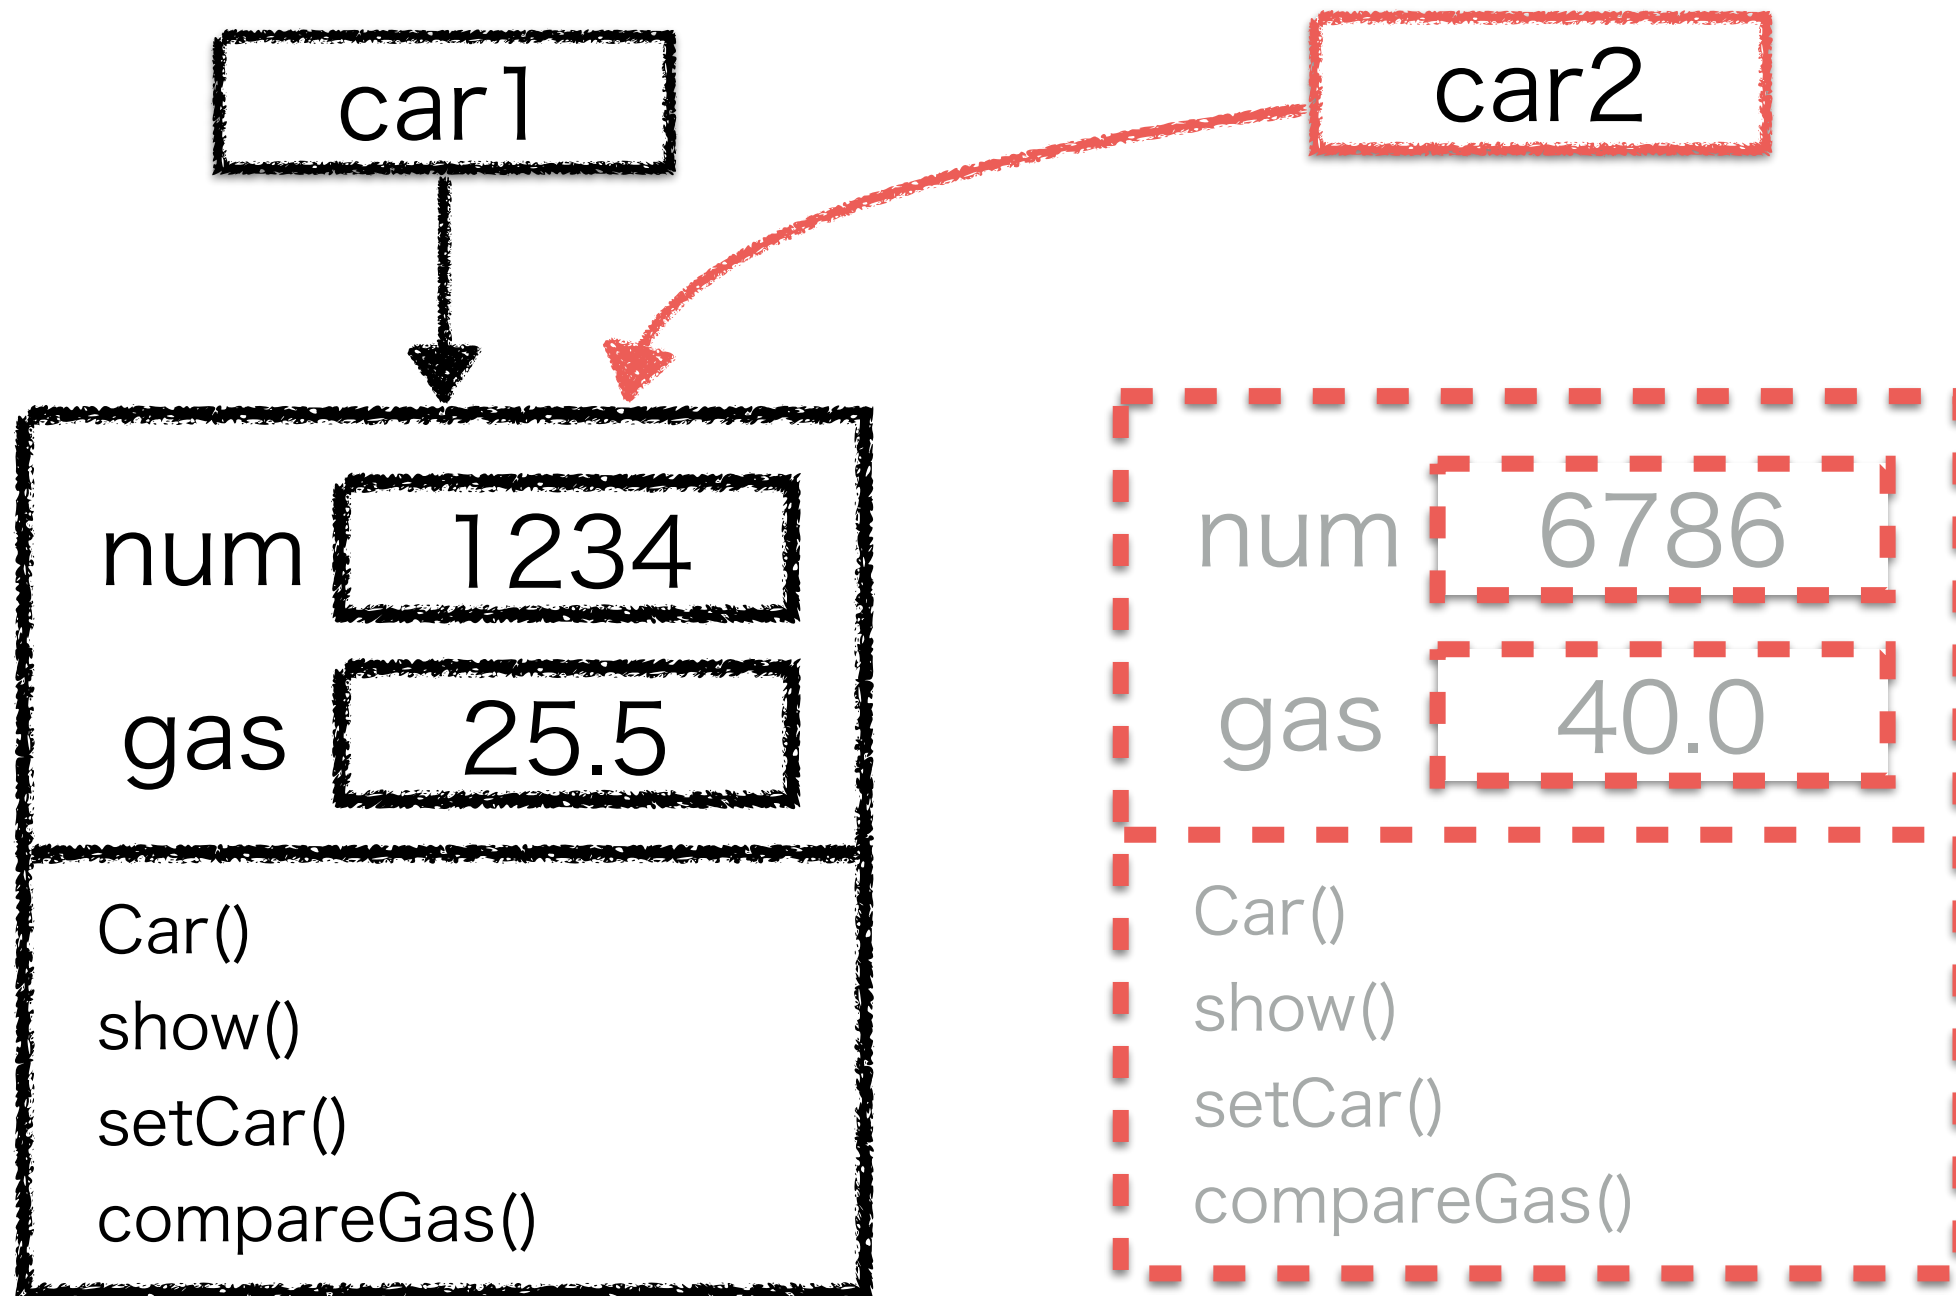 car1
car2
num 1234
gas 25.5
Car()
show()
setCar()
compareGas()
num 6786
gas 40.0
Car()
show()
setCar()
compareGas()